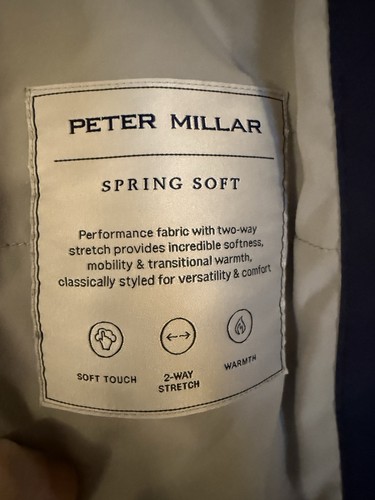 PETER MILLAR
SPRING SOFT
Performance fabric with two-way
stretch provides incredible softness,
mobility & transitional warmth,
classically styled for versatility & comfort
SOFT TOUCH
2-WAY
STRETCH
WARMTH